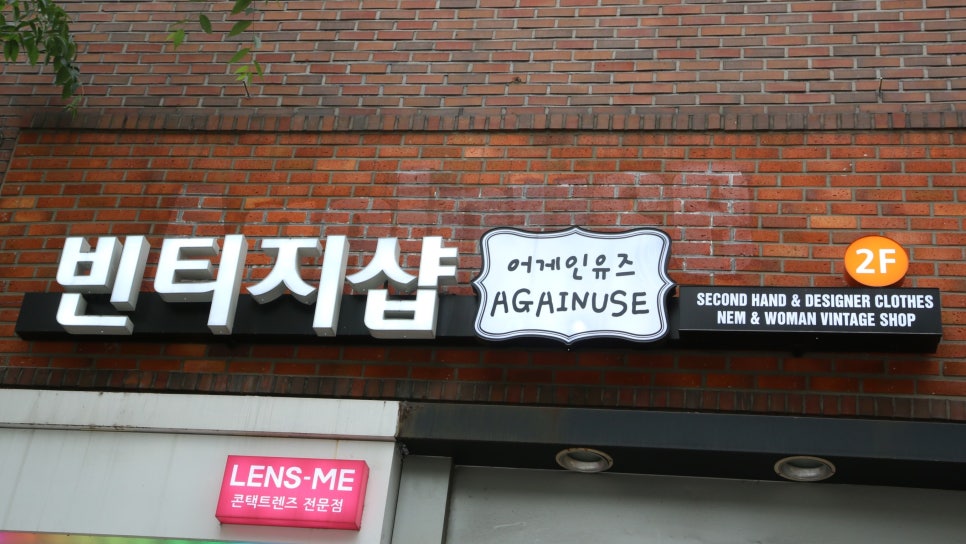 빈티지샵
어게인유즈
AGAINUSE
2F
SECOND HAND & DESIGNER CLOTHES
NEM & WOMAN VINTAGE SHOP
LENS-ME
콘택트렌즈 전문점